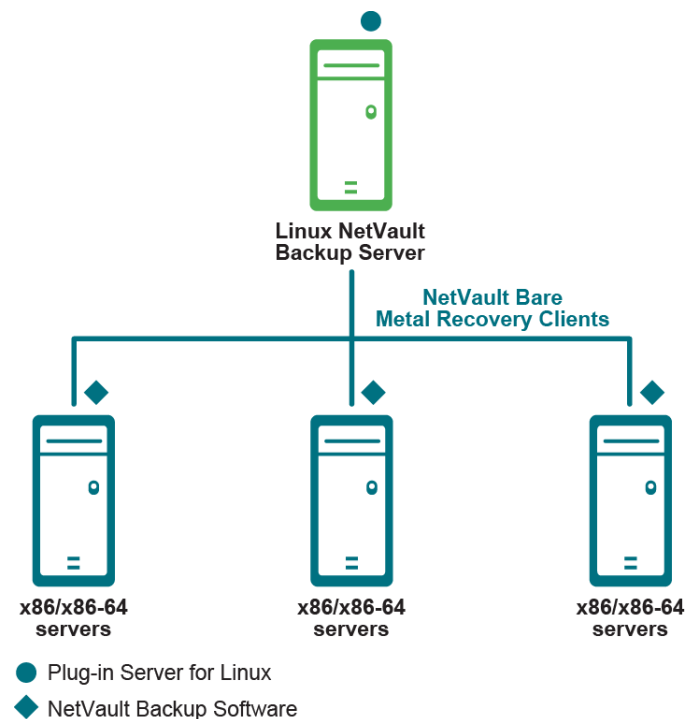 Linux NetVault
Backup Server
NetVault Bare
Metal Recovery Clients
x86/x86-64
servers
x86/x86-64
servers
x86/x86-64
servers
Plug-in Server for Linux
NetVault Backup Software